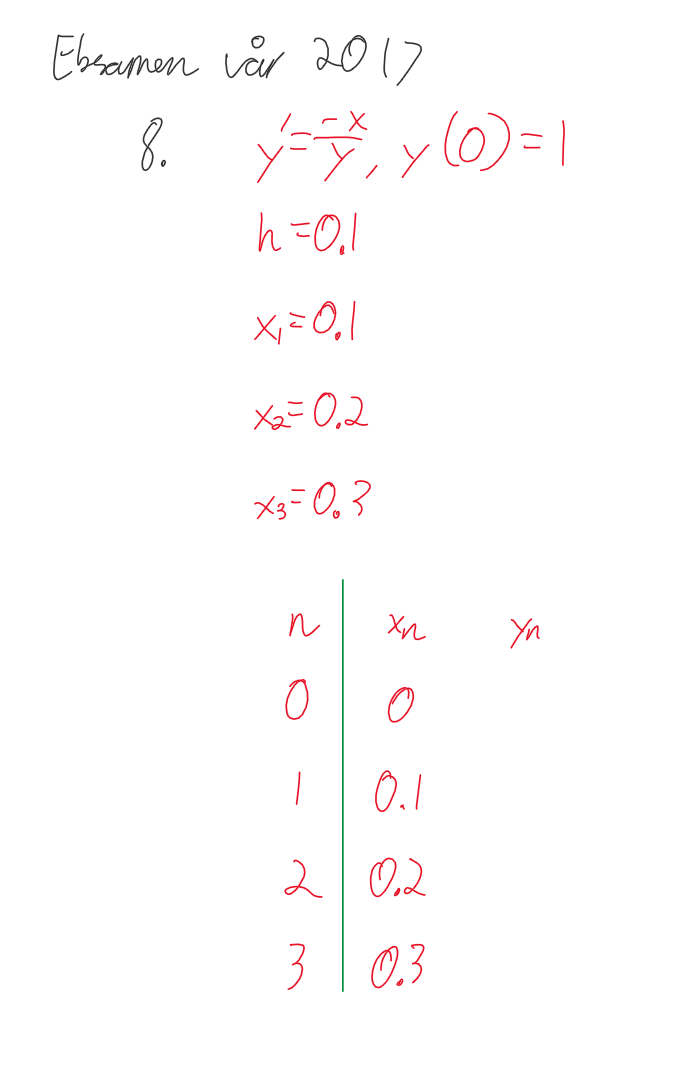 Eksamen vår 2017
8. y' = -x/y, y(0) = 1
h = 0.1
x₁ = 0.1
x₂ = 0.2
x₃ = 0.3
n xₙ yₙ
0 0
1 0.1
2 0.2
3 0.3